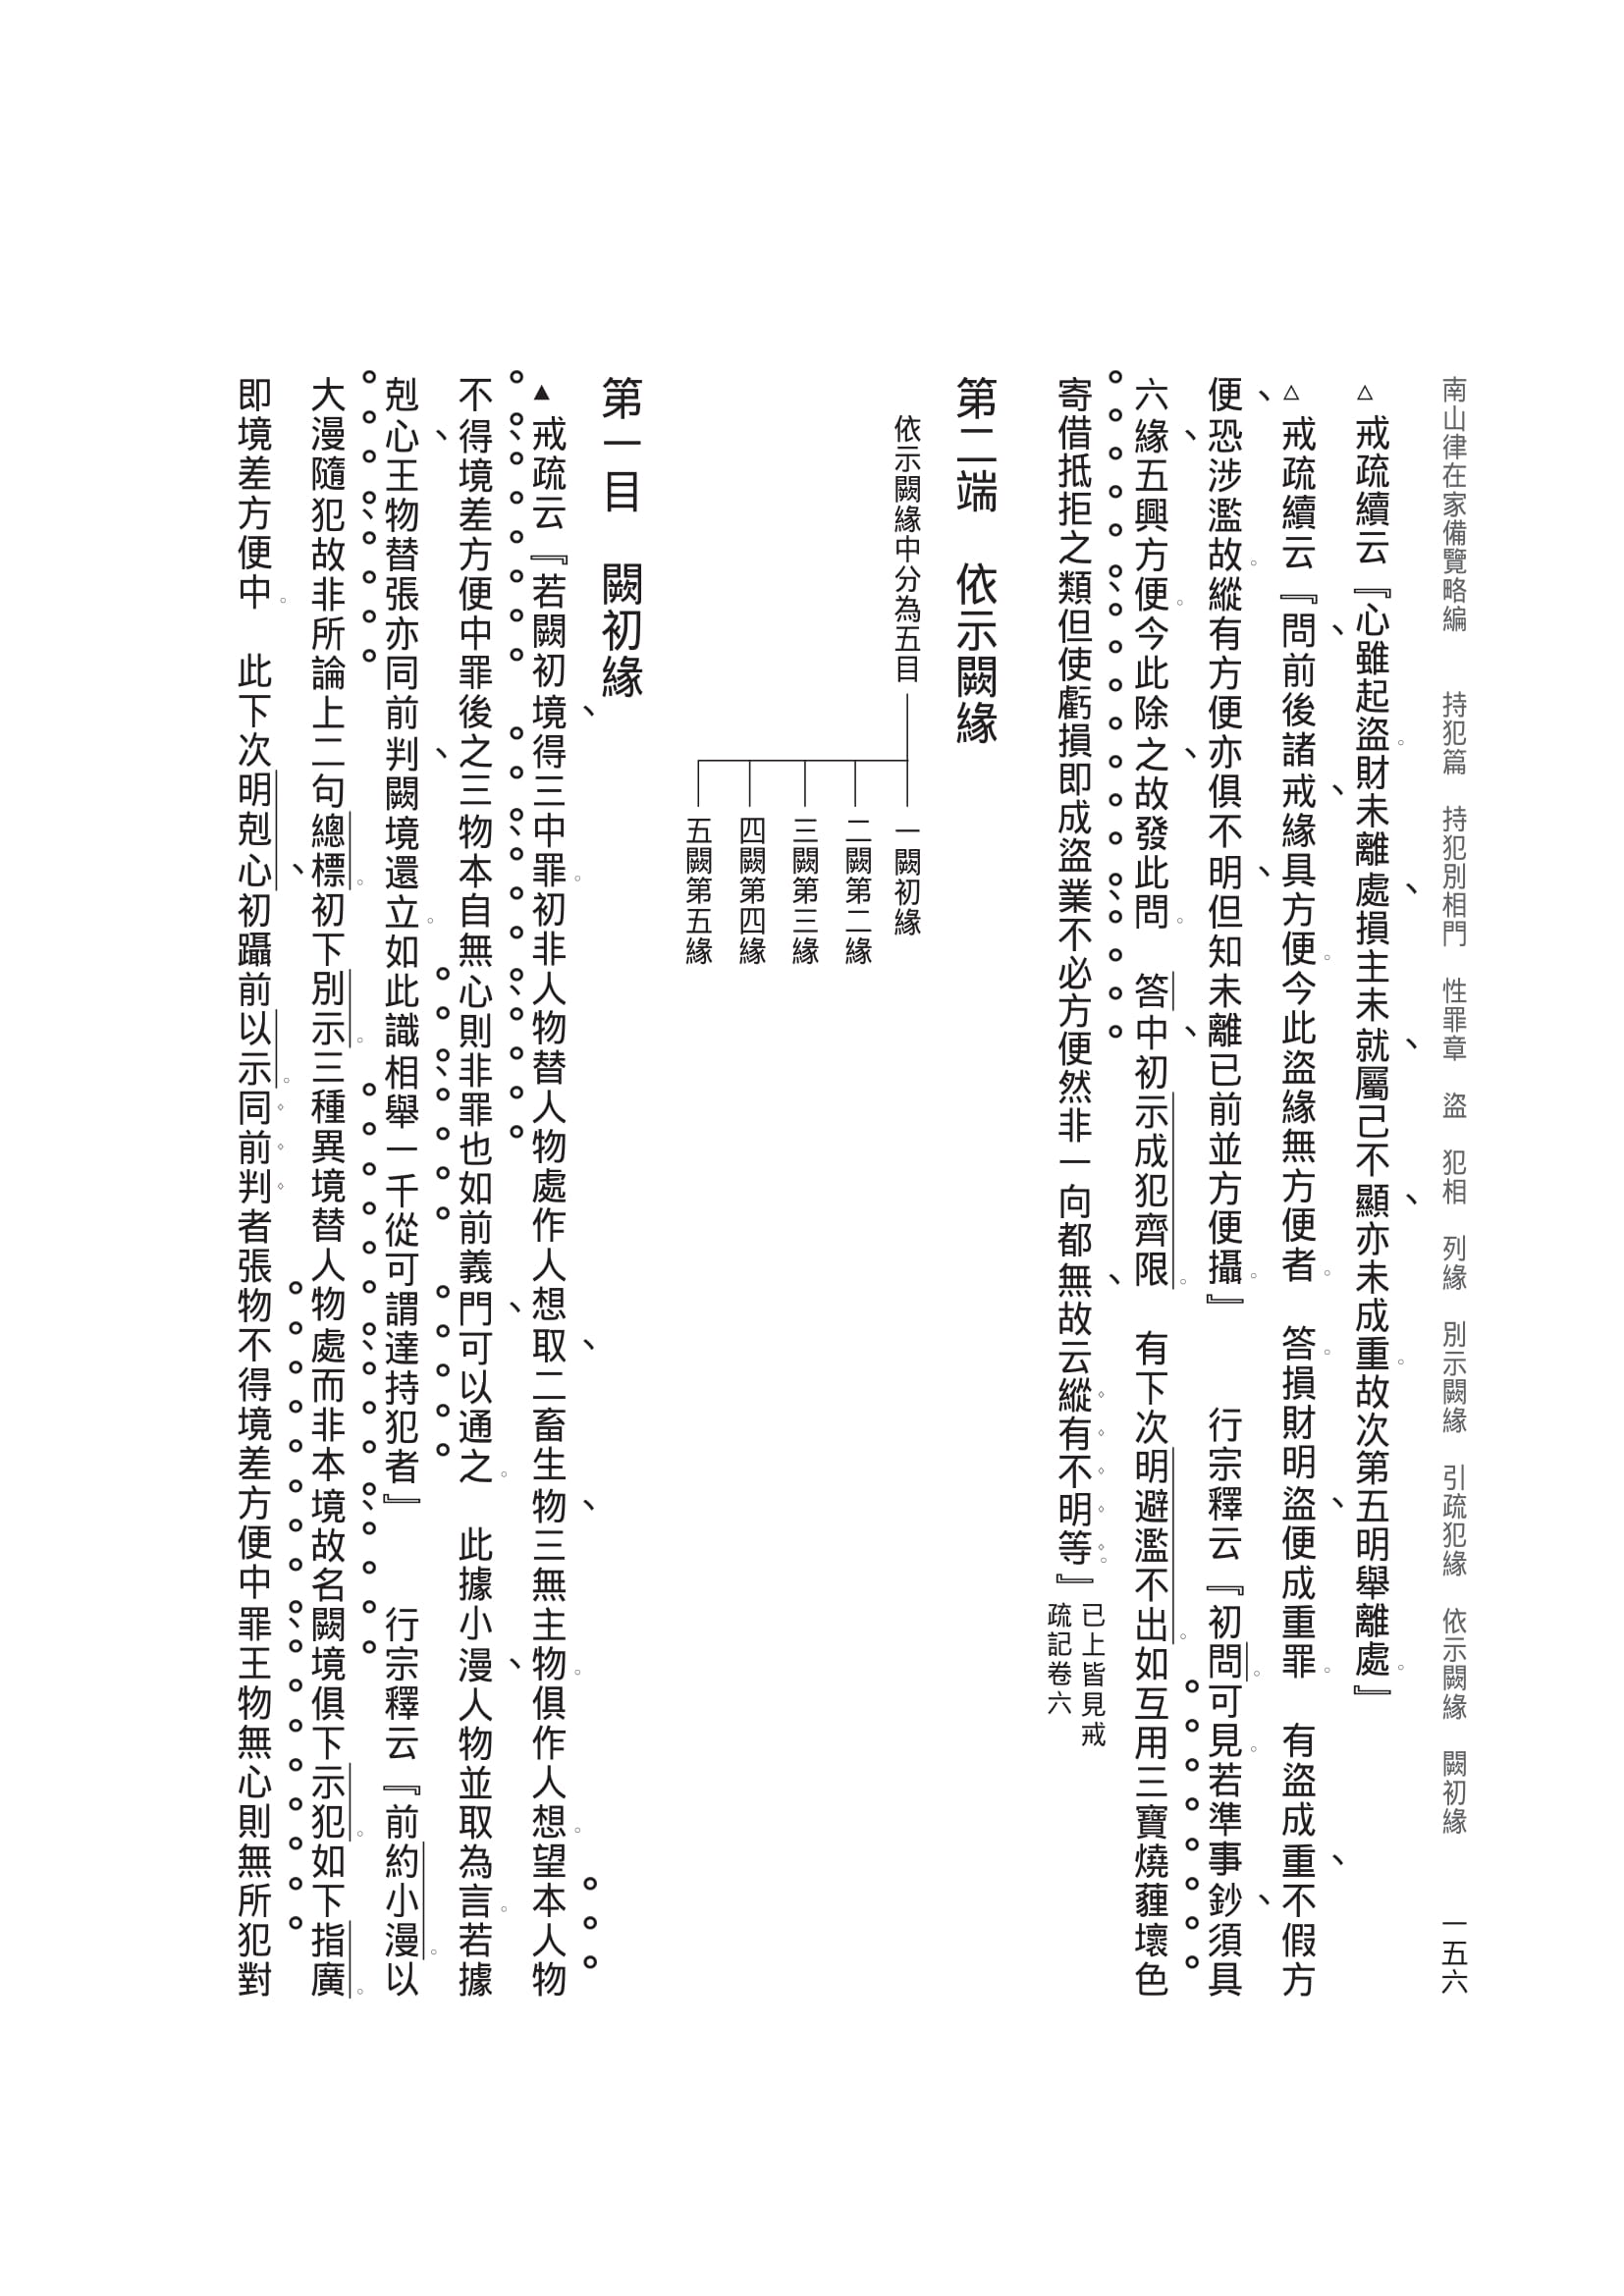 南山律在家備覽略編　　持犯篇　持犯別相門　性罪章　盜　犯相　列緣　別示闕緣　引疏犯緣　依示闕緣　闕初緣　　　一五六
△戒疏續云『心雖起盜。財未離處、損主未就、屬己不顯、亦未成重。故次第五明舉離處。』
△戒疏續云『問、前後諸戒、緣具方便。今此盜緣無方便者。　答。損財明盜、便成重罪。　有盜成重、不假方
便、恐涉濫故。縱有方便亦俱不明、但知未離已前並方便攝。』　　行宗釋云『初問。可見。若準事鈔、須具
六緣、五興方便。今此除之、故發此問。　答中、初示成犯齊限。　有下次明避濫不出。如互用三寶燒薶壞色
寄借抵拒之類但使虧損即成盜業不必方便然非一向都無、故云縱有不明等。』已上皆見戒
疏記卷六
第二端　依示闕緣
依示闕緣中分為五目
一闕初緣
二闕第二緣
三闕第三緣
四闕第四緣
五闕第五緣
第一目　闕初緣
▲戒疏云『若闕初境、得三中罪。初非人物替人物處作人想取、二畜生物、三無主物。俱作人想。望本人物
不得境差方便中罪後之三物本自無心則非罪也如前義門、可以通之。　此據小漫、人物並取為言。若據
剋心、王物替張亦同前判、闕境還立。如此識相舉一千從可謂達持犯者』　　行宗釋云『前約小漫。以
大漫隨犯故非所論上二句總標。初下別示。三種異境替人物處而非本境故名闕境俱下示犯。如下指廣。
即境差方便中。　此下次明剋心、初躡前以示。同前判者張物不得境差方便中罪王物無心則無所犯對